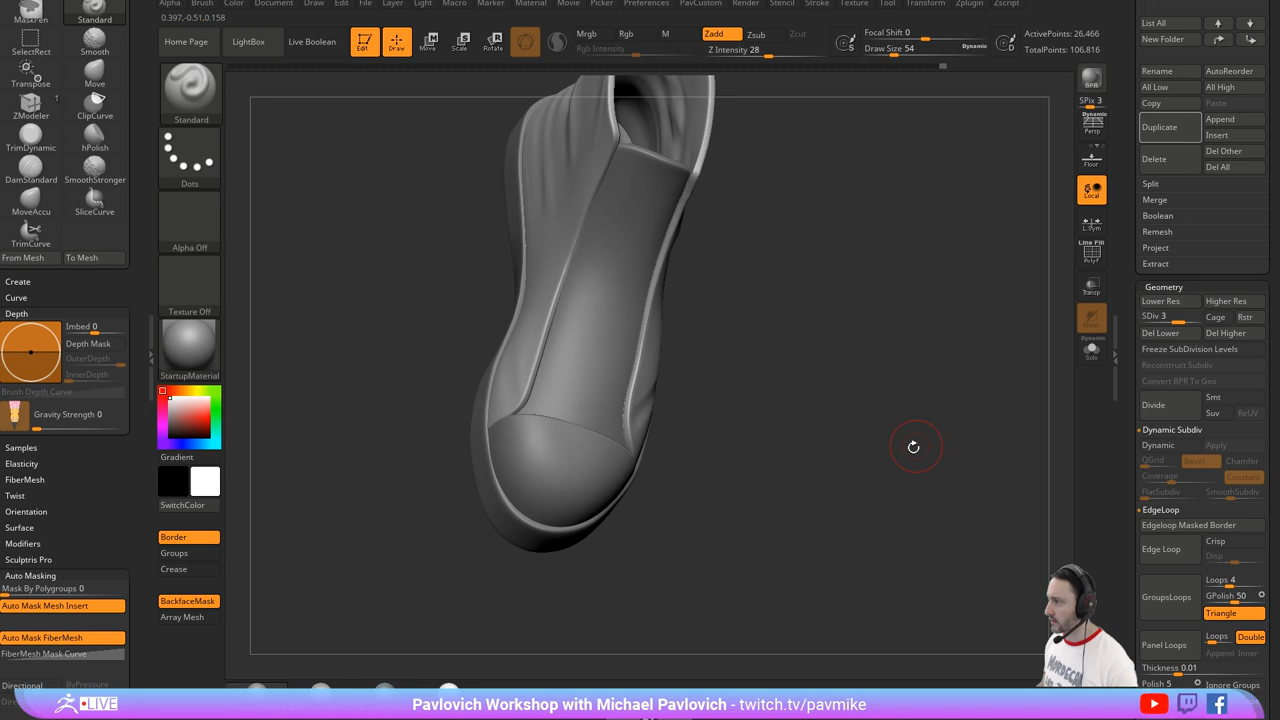 Alpha Brush Color Document Draw Edit File Layer Light Macro Marker Material Movie Picker Preferences PavCustom Render Stencil Stroke Texture Tool Transform Zplugin Zscript
0.397,-0.51,0.158
MaskPen Standard
SelectRect Smooth
Transpose Move
ZModeler 1 ClipCurve
TrimDynamic hPolish
DamStandard SmoothStronger
MoveAccu SliceCurve
TrimCurve
From Mesh To Mesh
Create
Curve
Depth
Imbed 0
Depth Mask
OuterDepth
InnerDepth
Brush Depth Curve
Gravity Strength 0
Samples
Elasticity
FiberMesh
Twist
Orientation
Surface
Modifiers
Sculptris Pro
Auto Masking
Mask By Polygroups 0
Auto Mask Mesh Insert
Auto Mask FiberMesh
FiberMesh Mask Curve
Directional ByPressure
Home Page LightBox Live Boolean
Edit Draw Move Scale Rotate
Mrgb Rgb M
Rgb Intensity
Zadd Zsub Zcut
Z Intensity 28
S
Focal Shift 0
Draw Size 54 Dynamic
D
ActivePoints: 26,466
TotalPoints: 106,816
Standard
Dots
Alpha Off
Texture Off
StartupMaterial
Gradient
SwitchColor
Border
Groups
Crease
BackfaceMask
Array Mesh
BPR
SPix 3
Dynamic
Persp
Floor
Local
L.Sym
Line Fill
PolyF
Transp
Ghost
Dynamic
Solo
List All
New Folder
Rename AutoReorder
All Low All High
Copy Paste
Duplicate Append
Insert
Delete Del Other
Del All
Split
Merge
Boolean
Remesh
Project
Extract
Geometry
Lower Res Higher Res
SDiv 3 Cage Rstr
Del Lower Del Higher
Freeze SubDivision Levels
Reconstruct Subdiv
Convert BPR To Geo
Divide Smt
Suv ReUV
Dynamic Subdiv
Dynamic Apply
QGrid Bevel Chamfer
Coverage Constant
FlatSubdiv SmoothSubdiv
EdgeLoop
Edgeloop Masked Border
Edge Loop Crisp
Disp
GroupsLoops Loops 4
GPolish 50
Triangle
Panel Loops Loops Double
Append Inner
Thickness 0.01
Polish 5 Ignore Groups
LIVE
Pavlovich Workshop with Michael Pavlovich - twitch.tv/pavmike